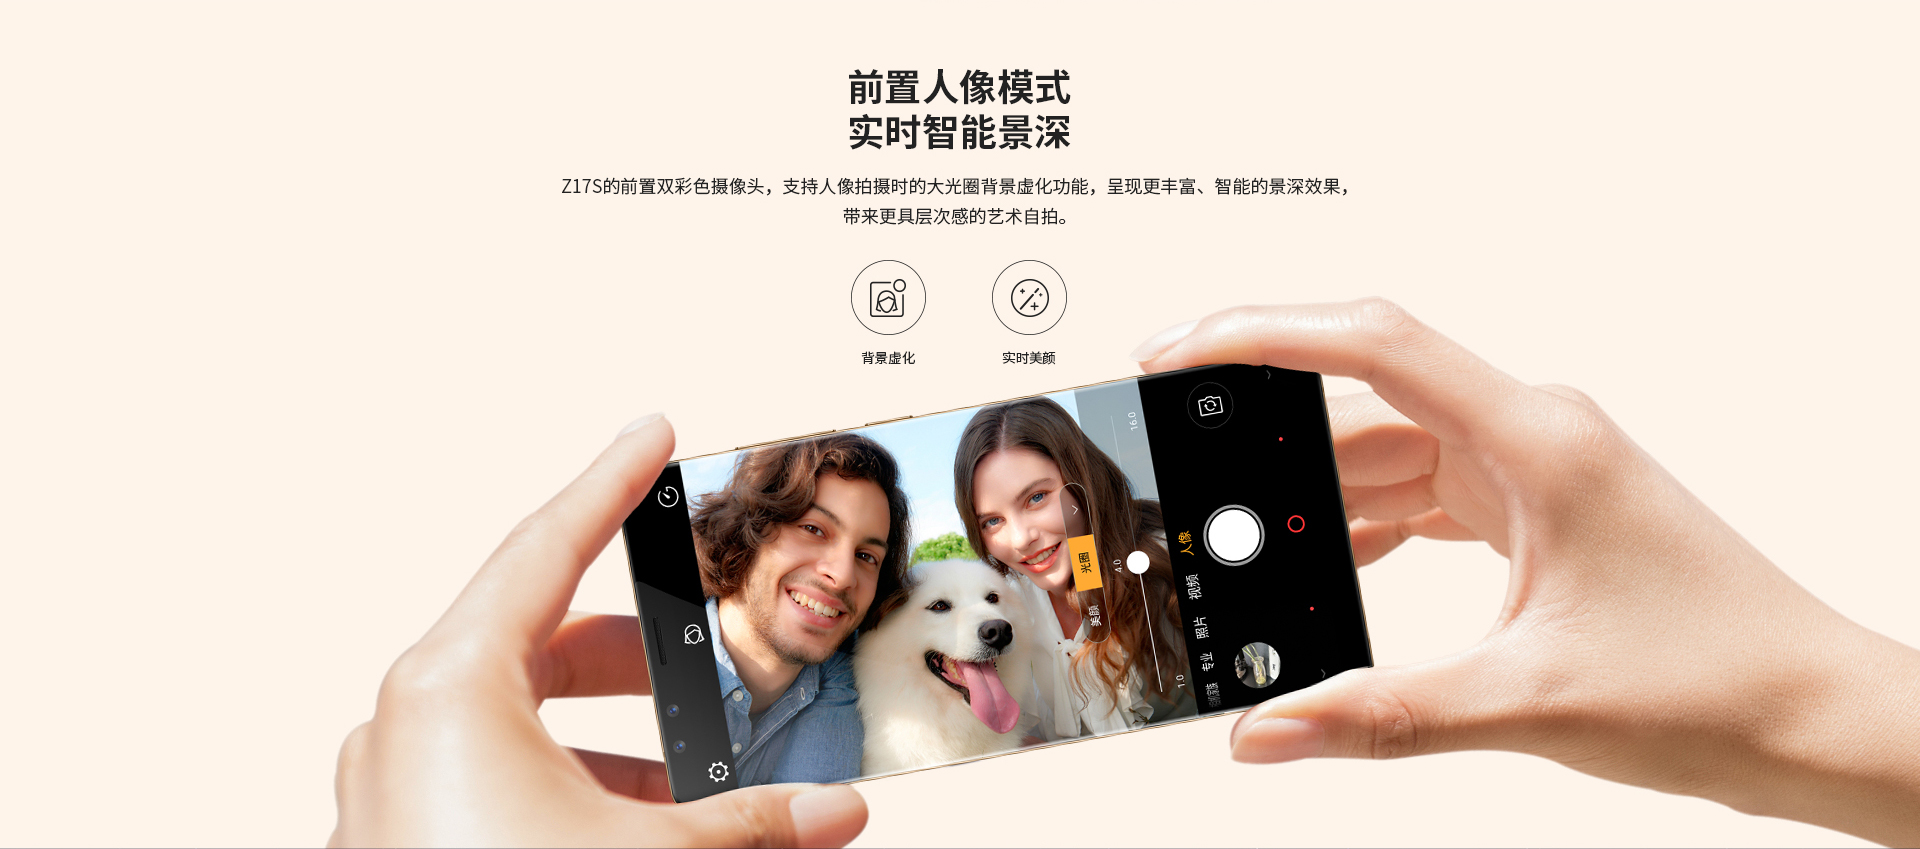 前置人像模式
实时智能景深
Z17S的前置双彩色摄像头，支持人像拍摄时的大光圈背景虚化功能，呈现更丰富、智能的景深效果，
带来更具层次感的艺术自拍。
背景虚化
实时美颜
16.0
4.0
1.0
光圈
美颜
人像
视频
照片
专业